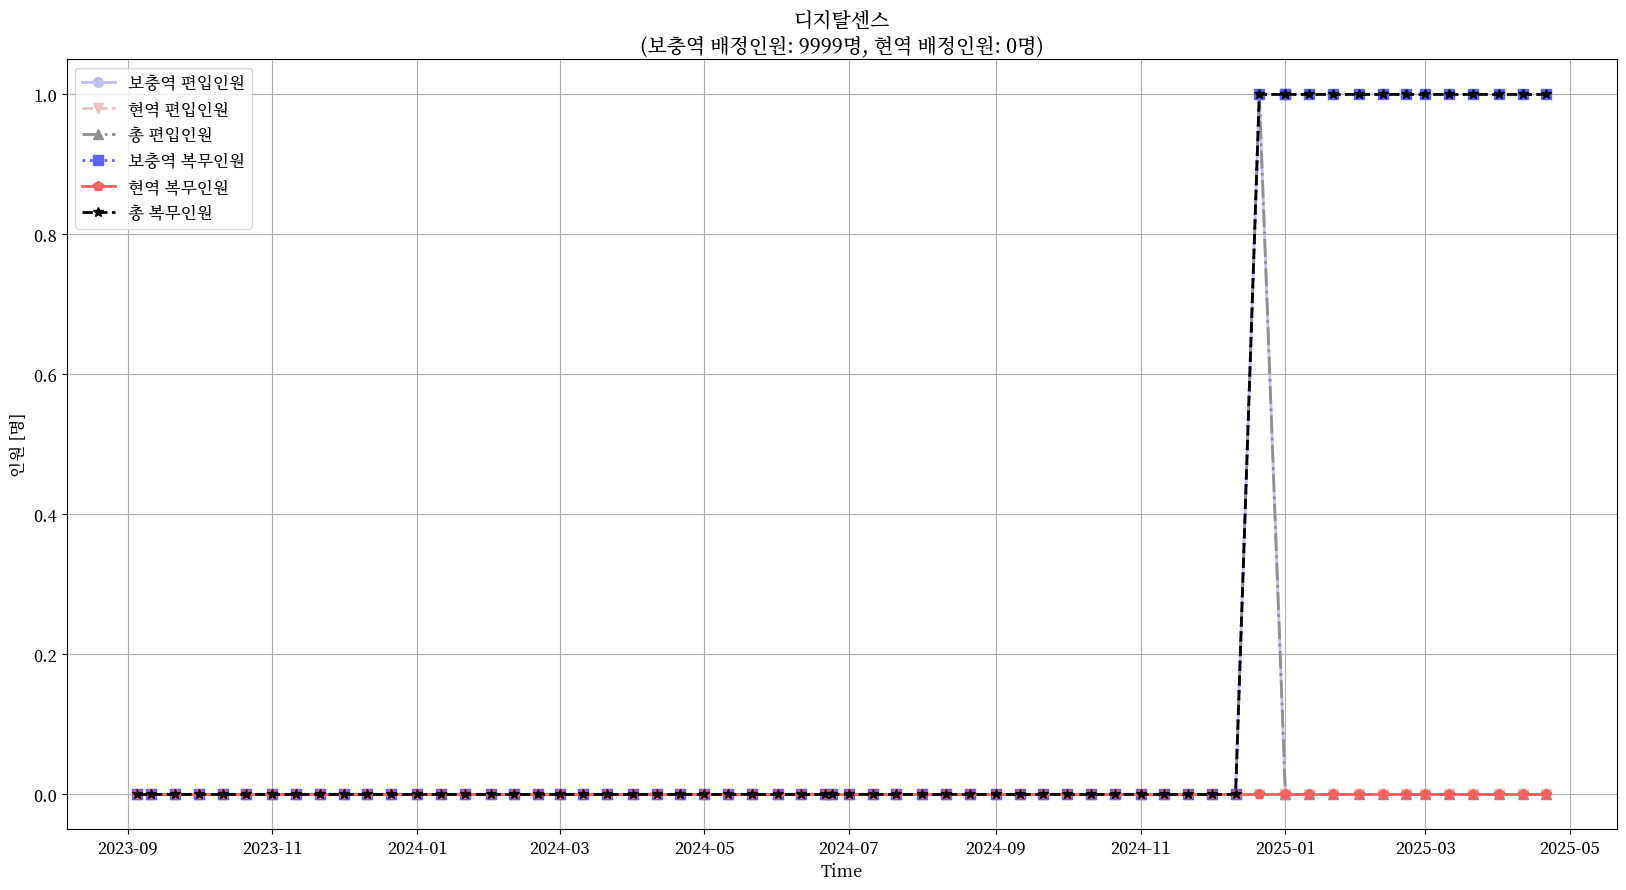 디지탈센스
(보충역 배정인원: 9999명, 현역 배정인원: 0명)
보충역 편입인원
현역 편입인원
총 편입인원
보충역 복무인원
현역 복무인원
총 복무인원
1.0
0.8
0.6
0.4
0.2
0.0
인원 [명]
2023-09
2023-11
2024-01
2024-03
2024-05
2024-07
2024-09
2024-11
2025-01
2025-03
2025-05
Time